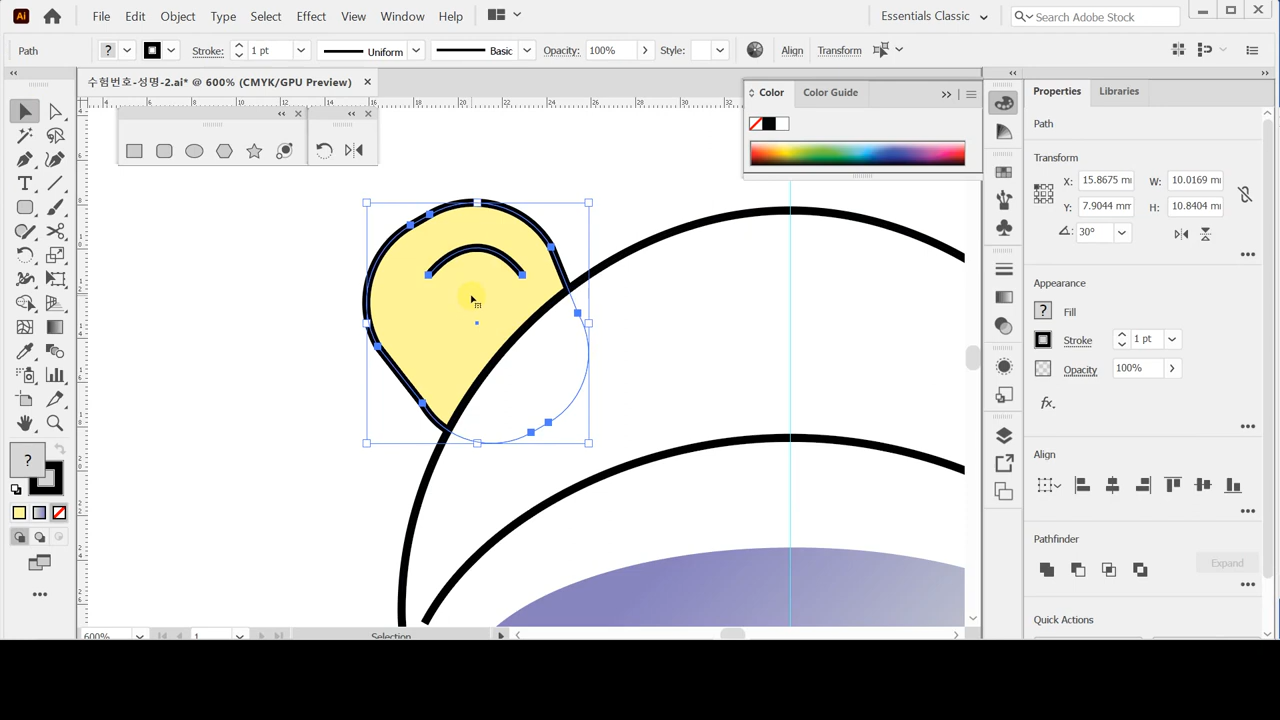 Ai File Edit Object Type Select Effect View Window Help Essentials Classic Search Adobe Stock
Path ? Stroke: 1 pt Uniform Basic Opacity: 100% Style: Align Transform
수험번호-성명-2.ai* @ 600% (CMYK/GPU Preview)
Color Color Guide
Properties Libraries
Path
Transform
X: 15.8675 mm W: 10.0169 mm
Y: 7.9044 mm H: 10.8404 mm
30°
Appearance
? Fill
Stroke 1 pt
Opacity 100%
fx.
Align
Pathfinder
Expand
Quick Actions
?
600% 1 Selection